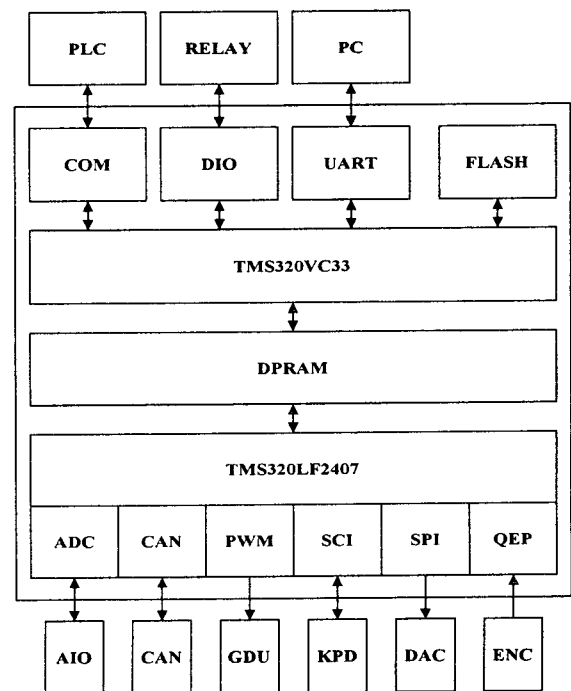 PLC
RELAY
PC
COM
DIO
UART
FLASH
TMS320VC33
DPRAM
TMS320LF2407
ADC
CAN
PWM
SCI
SPI
QEP
AIO
CAN
GDU
KPD
DAC
ENC